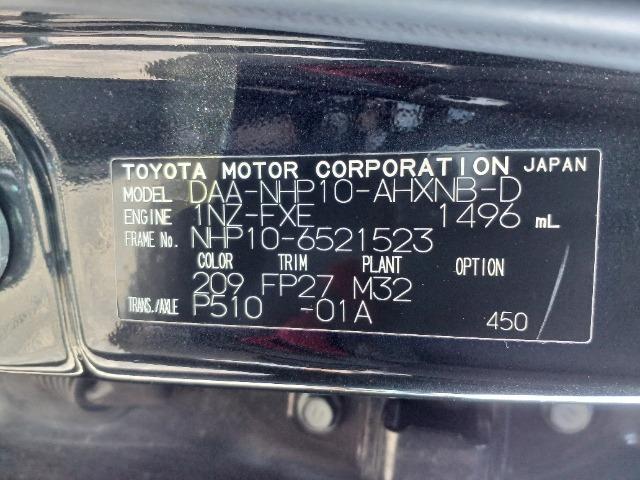 TOYOTA MOTOR CORPORATION JAPAN
MODEL DAA-NHP10-AHXNB-D
ENGINE 1NZ-FXE 1496 mL
FRAME No. NHP10-6521523
COLOR TRIM PLANT OPTION
209 FP27 M32
TRANS./AXLE P510 -01A
450